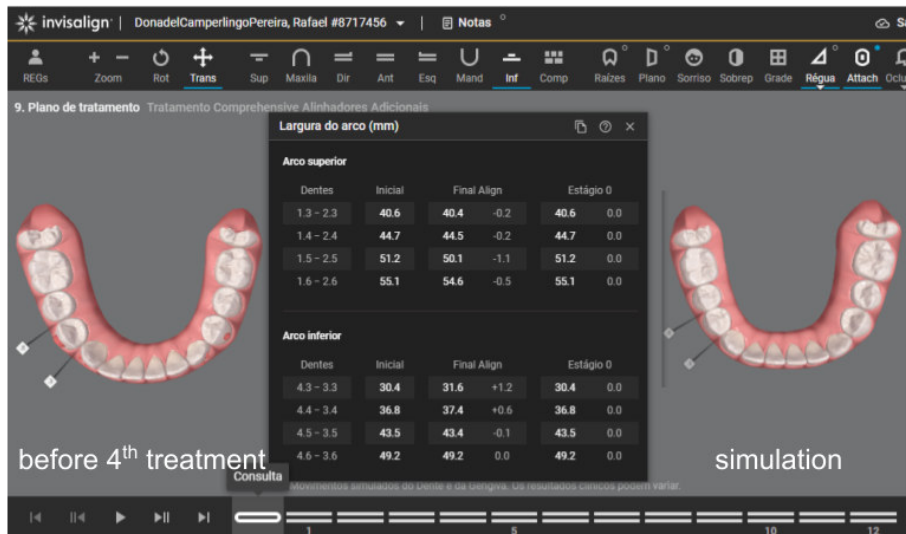 invisalign DonadelCamperlingoPereira, Rafael #8717456 Notas
REGs Zoom Rot Trans Sup Maxila Dir Ant Esq Mand Inf Comp Raízes Plano Sorriso Sobrep Grade Régua Attach
9. Plano de tratamento Tratamento Comprehensive Alinhadores Adicionais
Largura do arco (mm)
Arco superior
Dentes Inicial Final Align Estágio 0
1.3 – 2.3 40.6 40.4 -0.2 40.6 0.0
1.4 – 2.4 44.7 44.5 -0.2 44.7 0.0
1.5 – 2.5 51.2 50.1 -1.1 51.2 0.0
1.6 – 2.6 55.1 54.6 -0.5 55.1 0.0
Arco inferior
Dentes Inicial Final Align Estágio 0
4.3 – 3.3 30.4 31.6 +1.2 30.4 0.0
4.4 – 3.4 36.8 37.4 +0.6 36.8 0.0
4.5 – 3.5 43.5 43.4 -0.1 43.5 0.0
4.6 – 3.6 49.2 49.2 0.0 49.2 0.0
before 4th treatment
simulation
Consulta
Movimentos simulados do Dente e da Gengiva. Os resultados clínicos podem variar.
1 5 10 12